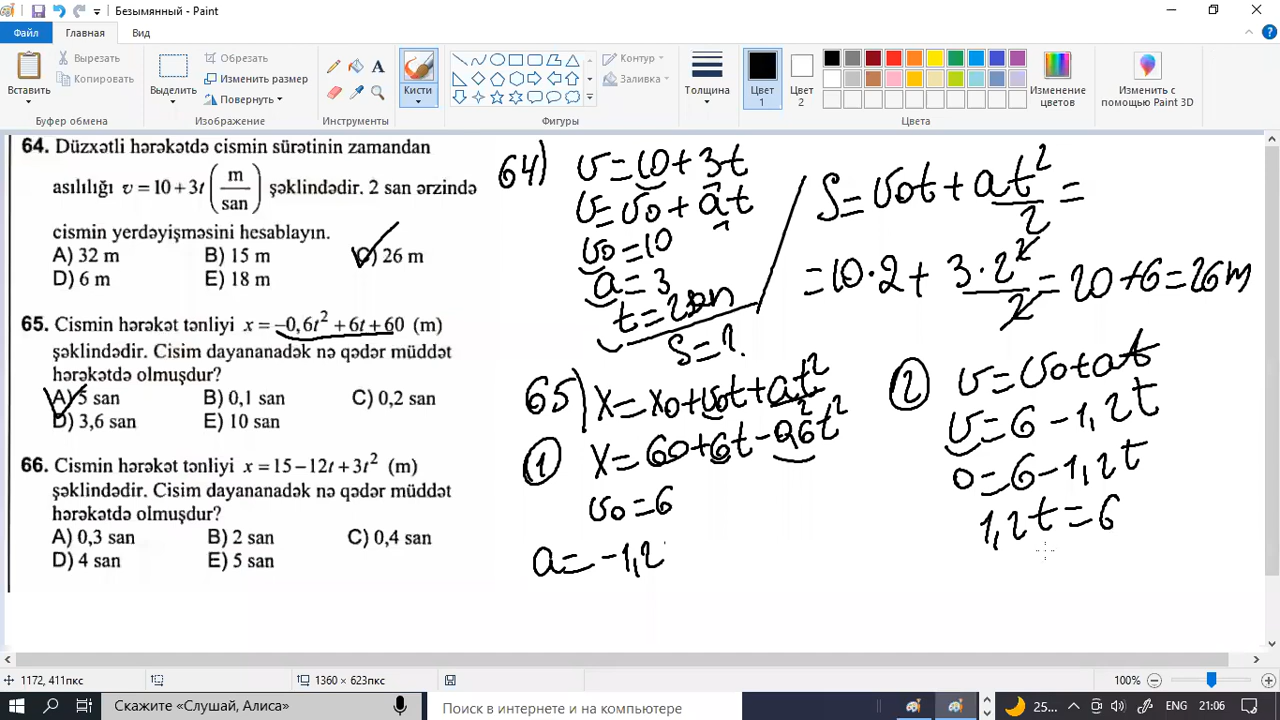 Безымянный - Paint
Файл
Главная
Вид
Вставить
Вырезать
Копировать
Буфер обмена
Выделить
Обрезать
Изменить размер
Повернуть
Изображение
Инструменты
Кисти
Контур
Заливка
Фигуры
Толщина
Цвет 1
Цвет 2
Изменение цветов
Изменить с помощью Paint 3D
Цвета
64. Düzxətli hərəkətdə cismin sürətinin zamandan
asılılığı v = 10 + 3t (m/san) şəklindədir. 2 san ərzində
cismin yerdəyişməsini hesablayın.
A) 32 m B) 15 m C) 26 m
D) 6 m E) 18 m
65. Cismin hərəkət tənliyi x = −0,6t² + 6t + 60 (m)
şəklindədir. Cisim dayananadək nə qədər müddət
hərəkətdə olmuşdur?
A) 5 san B) 0,1 san C) 0,2 san
D) 3,6 san E) 10 san
66. Cismin hərəkət tənliyi x = 15 − 12t + 3t² (m)
şəklindədir. Cisim dayananadək nə qədər müddət
hərəkətdə olmuşdur?
A) 0,3 san B) 2 san C) 0,4 san
D) 4 san E) 5 san
64) v = 10 + 3t
v = v0 + at
v0 = 10
a = 3
t = 2san
S = ?
S = v0t + at²/2 =
= 10·2 + 3·2²/2 = 20 + 6 = 26m
65) x = x0 + v0t + at²/2
① x = 60 + 6t − 0,6t²
v0 = 6
a = −1,2
② v = v0 + at
v = 6 − 1,2t
0 = 6 − 1,2t
1,2t = 6
1172, 411пкс
1360 × 623пкс
100%
Скажите «Слушай, Алиса»
Поиск в интернете и компьютере
25...
ENG
21:06